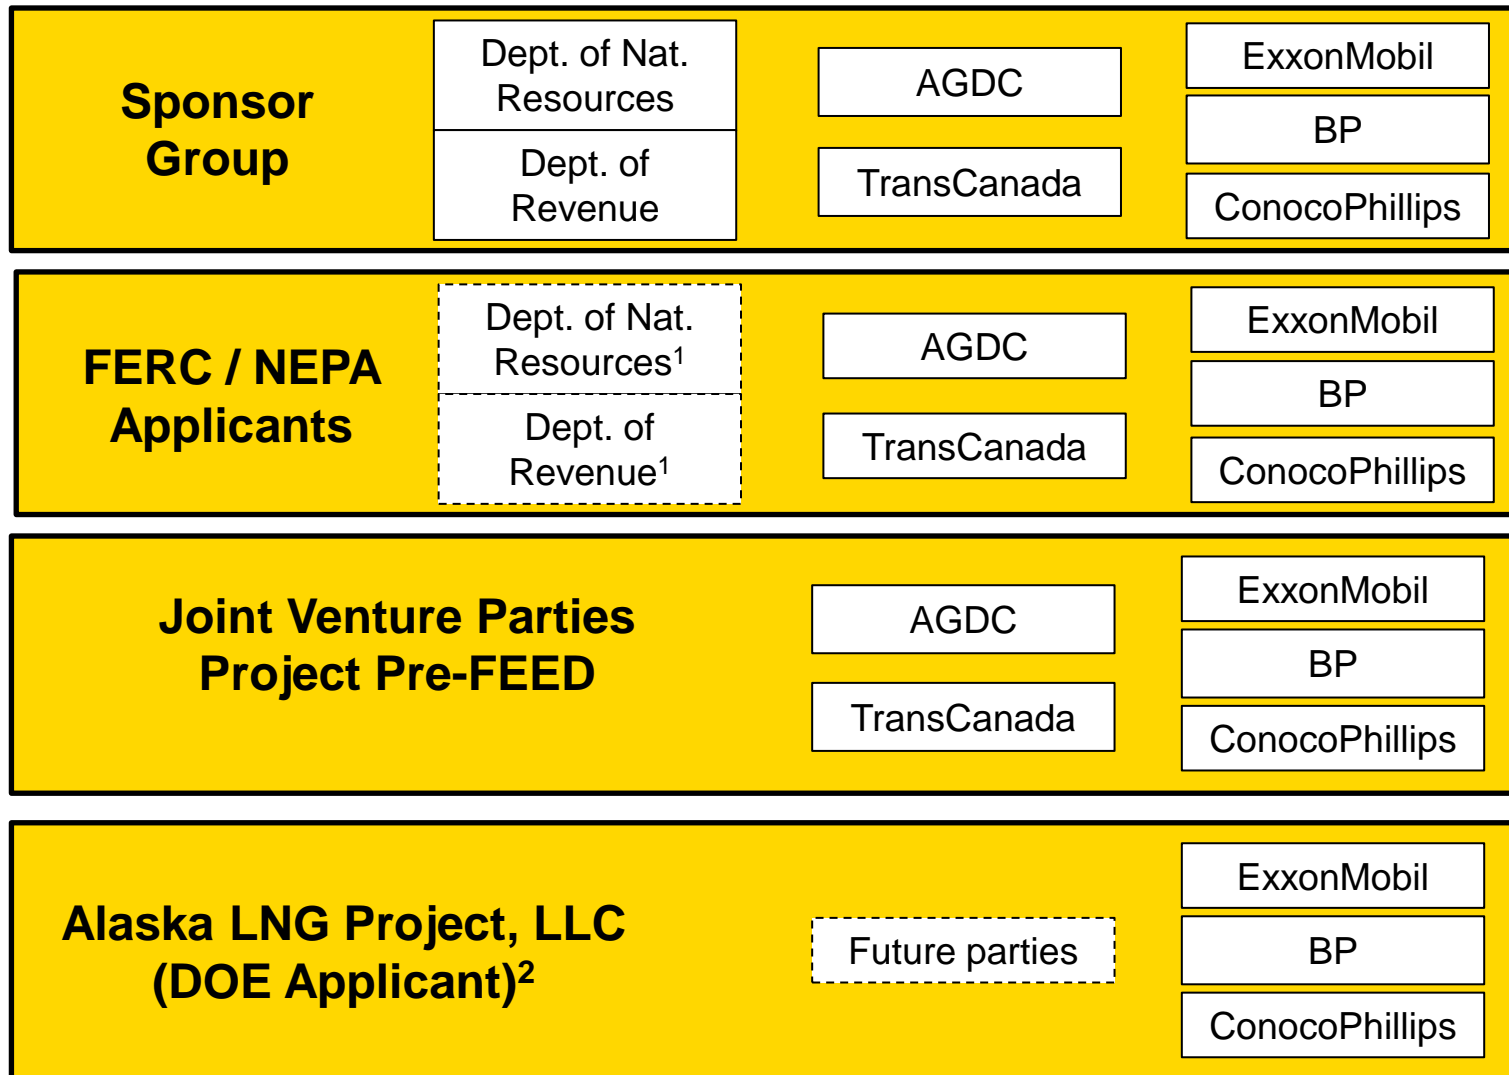 Sponsor
Group
Dept. of Nat.
Resources
Dept. of
Revenue
AGDC
TransCanada
ExxonMobil
BP
ConocoPhillips
FERC / NEPA
Applicants
Dept. of Nat.
Resources¹
Dept. of
Revenue¹
AGDC
TransCanada
ExxonMobil
BP
ConocoPhillips
Joint Venture Parties
Project Pre-FEED
AGDC
TransCanada
ExxonMobil
BP
ConocoPhillips
Alaska LNG Project, LLC
(DOE Applicant)²
Future parties
ExxonMobil
BP
ConocoPhillips